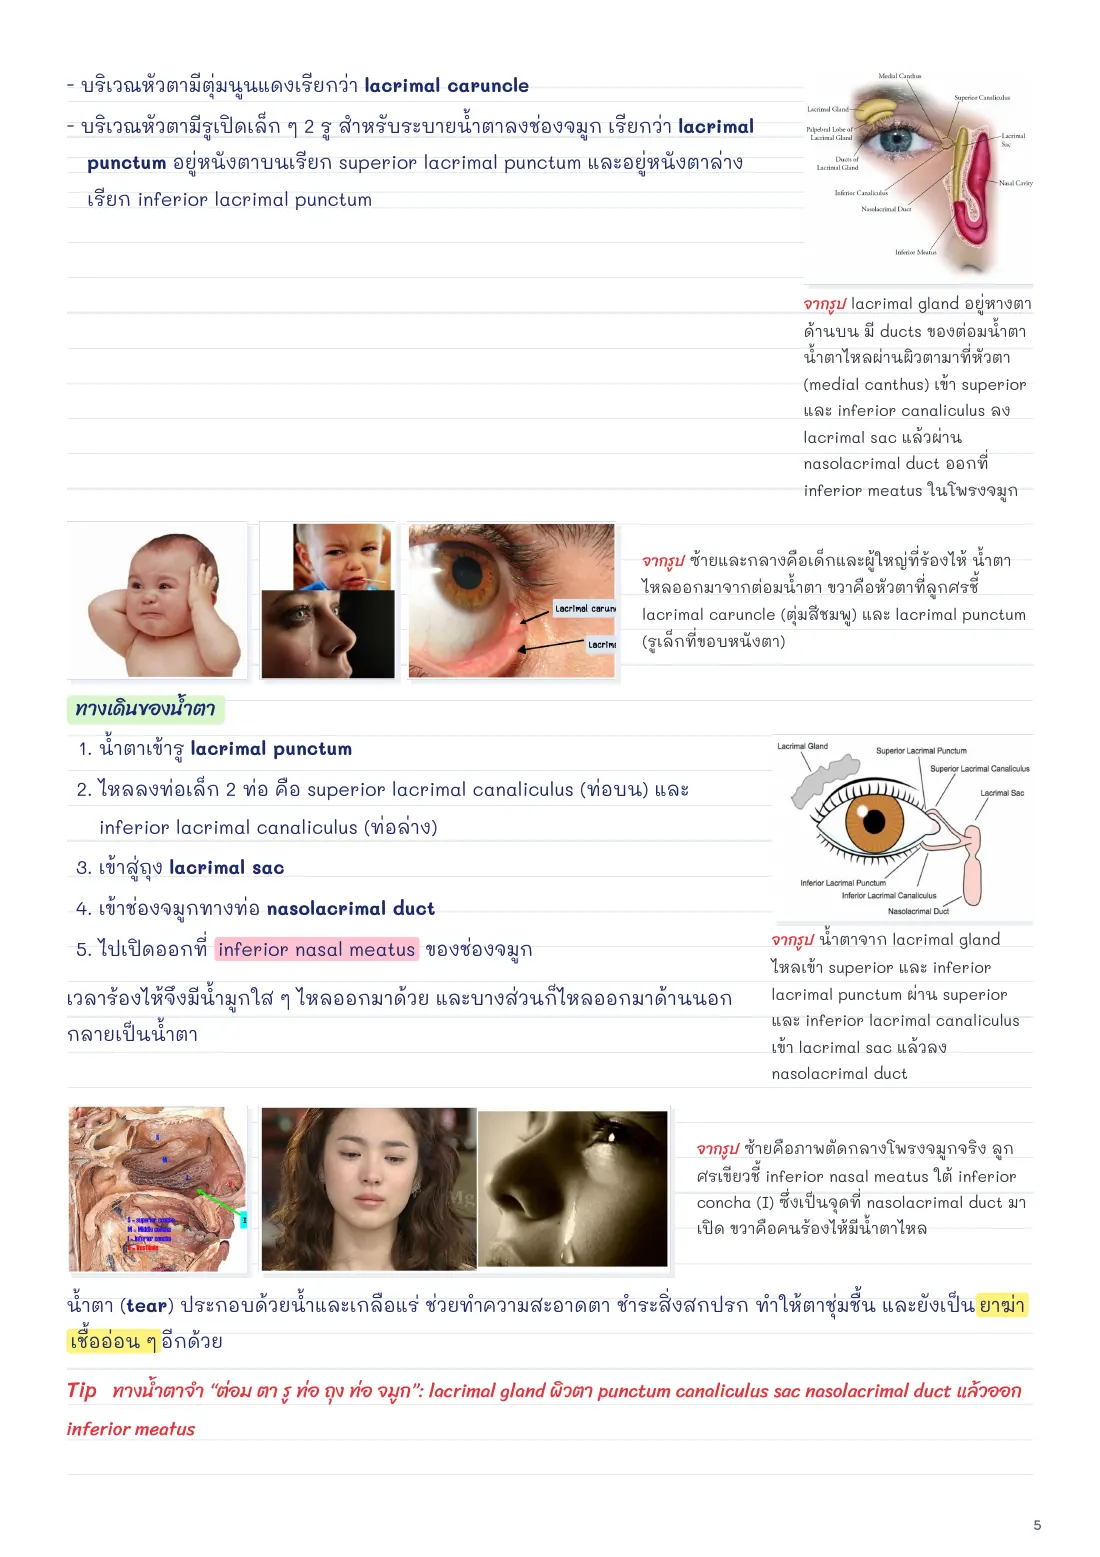 - บริเวณหัวตามีตุ่มนูนแดงเรียกว่า lacrimal caruncle
- บริเวณหัวตามีรูเปิดเล็ก ๆ 2 รู สำหรับระบายน้ำตาลงช่องจมูก เรียกว่า lacrimal
punctum อยู่หนังตาบนเรียก superior lacrimal punctum และอยู่หนังตาล่าง
เรียก inferior lacrimal punctum
Medial Canthus
Superior Canaliculus
Lacrimal Gland
Palpebral Lobe of
Lacrimal Gland
Lacrimal
Sac
Ducts of
Lacrimal Gland
Nasal Cavity
Inferior Canaliculus
Nasolacrimal Duct
Inferior Meatus
จากรูป lacrimal gland อยู่หางตา
ด้านบน มี ducts ของต่อมน้ำตา
น้ำตาไหลผ่านผิวตามาที่หัวตา
(medial canthus) เข้า superior
และ inferior canaliculus ลง
lacrimal sac แล้วผ่าน
nasolacrimal duct ออกที่
inferior meatus ในโพรงจมูก
Lacrimal carun
Lacrim
จากรูป ซ้ายและกลางคือเด็กและผู้ใหญ่ที่ร้องไห้ น้ำตา
ไหลออกมาจากต่อมน้ำตา ขวาคือหัวตาที่ลูกศรชี้
lacrimal caruncle (ตุ่มสีชมพู) และ lacrimal punctum
(รูเล็กที่ขอบหนังตา)
ทางเดินของน้ำตา
1. น้ำตาเข้ารู lacrimal punctum
2. ไหลลงท่อเล็ก 2 ท่อ คือ superior lacrimal canaliculus (ท่อบน) และ
inferior lacrimal canaliculus (ท่อล่าง)
3. เข้าสู่ถุง lacrimal sac
4. เข้าช่องจมูกทางท่อ nasolacrimal duct
5. ไปเปิดออกที่ inferior nasal meatus ของช่องจมูก
เวลาร้องไห้จึงมีน้ำมูกใส ๆ ไหลออกมาด้วย และบางส่วนก็ไหลออกมาด้านนอก
กลายเป็นน้ำตา
Lacrimal Gland
Superior Lacrimal Punctum
Superior Lacrimal Canaliculus
Lacrimal Sac
Inferior Lacrimal Punctum
Inferior Lacrimal Canaliculus
Nasolacrimal Duct
จากรูป น้ำตาจาก lacrimal gland
ไหลเข้า superior และ inferior
lacrimal punctum ผ่าน superior
และ inferior lacrimal canaliculus
เข้า lacrimal sac แล้วลง
nasolacrimal duct
S
M
I
V
I
S = superior concha
M = Middle concha
I = Inferior concha
V = Vestibule
จากรูป ซ้ายคือภาพตัดกลางโพรงจมูกจริง ลูก
ศรเขียวชี้ inferior nasal meatus ใต้ inferior
concha (I) ซึ่งเป็นจุดที่ nasolacrimal duct มา
เปิด ขวาคือคนร้องไห้มีน้ำตาไหล
น้ำตา (tear) ประกอบด้วยน้ำและเกลือแร่ ช่วยทำความสะอาดตา ชำระสิ่งสกปรก ทำให้ตาชุ่มชื้น และยังเป็นยาฆ่า
เชื้ออ่อน ๆ อีกด้วย
Tip ทางน้ำตาจำ “ต่อม ตา รู ท่อ ถุง ท่อ จมูก”: lacrimal gland ผิวตา punctum canaliculus sac nasolacrimal duct แล้วออก
inferior meatus
5